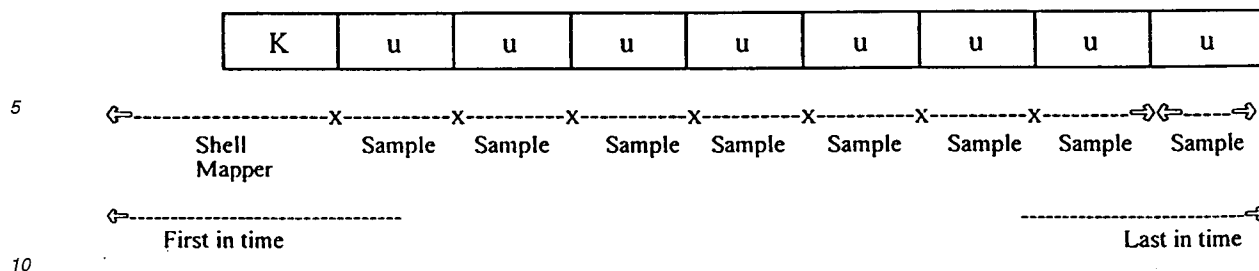 K u u u u u u u u
5
x x x x x x x
Shell Sample Sample Sample Sample Sample Sample Sample Sample
Mapper
First in time Last in time
10